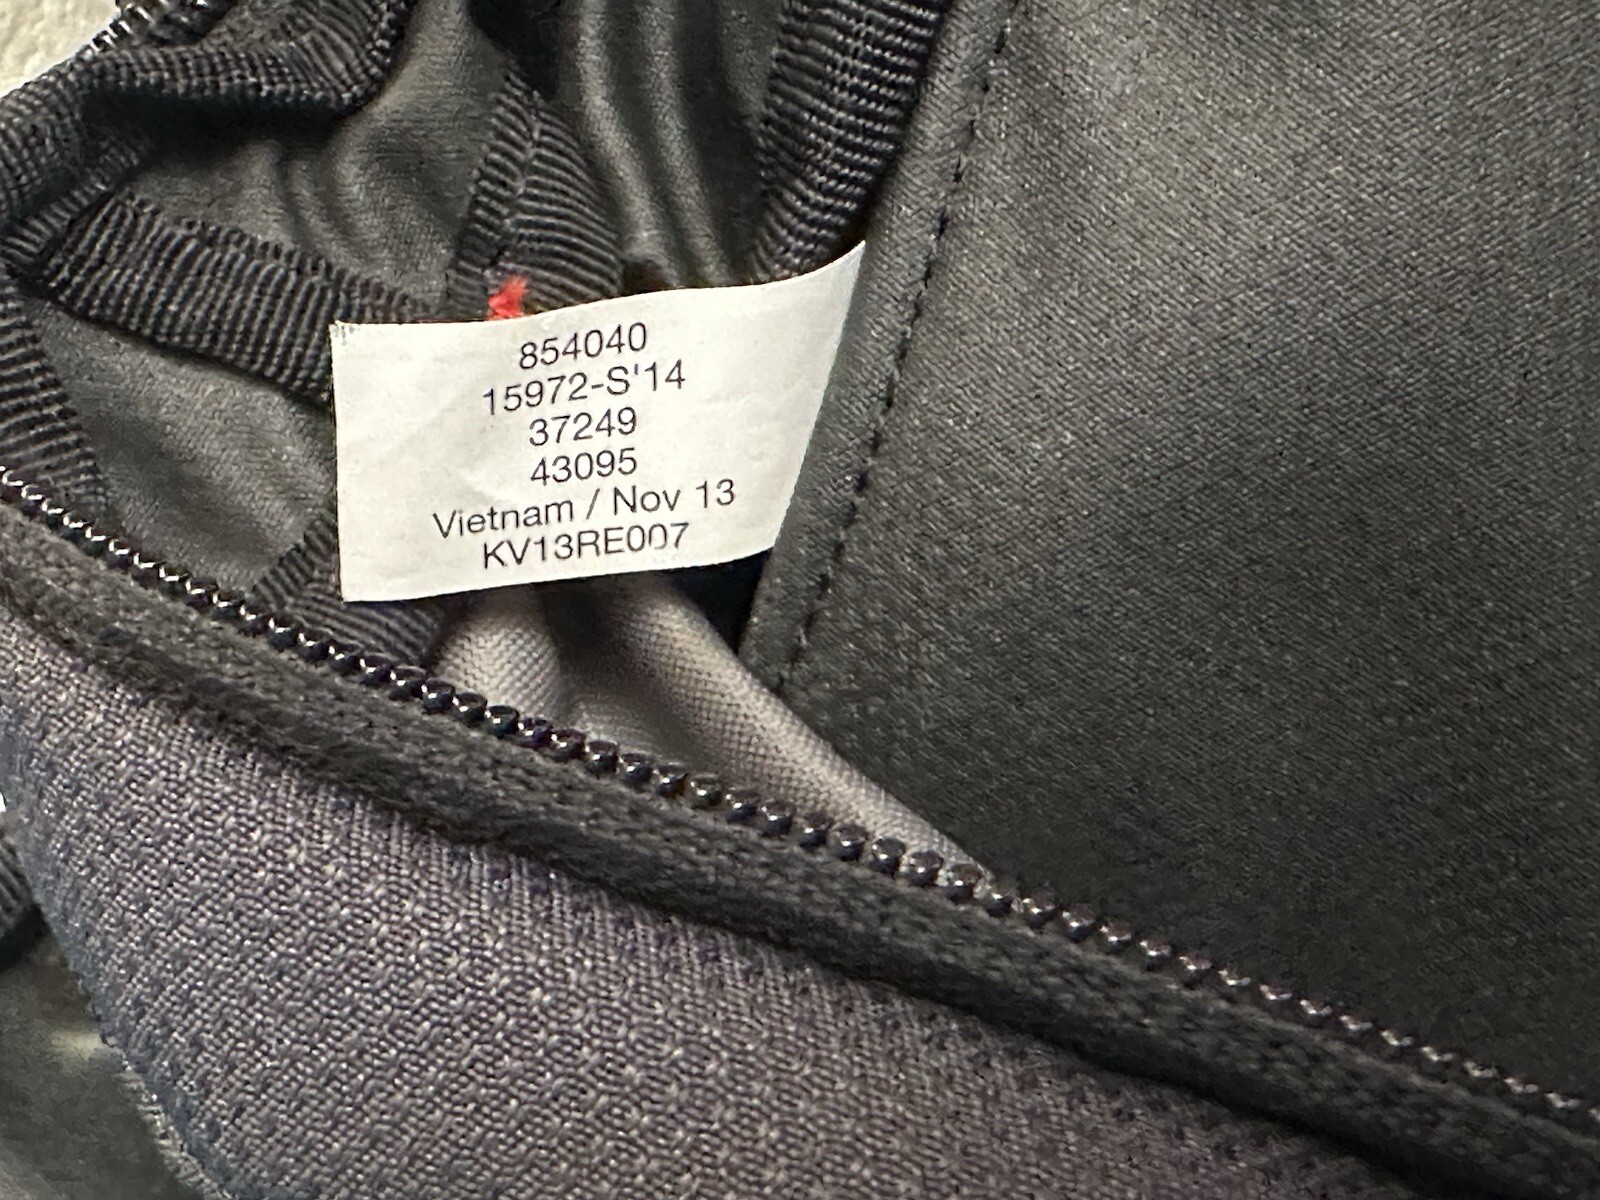 854040
15972-S'14
37249
43095
Vietnam / Nov 13
KV13RE007